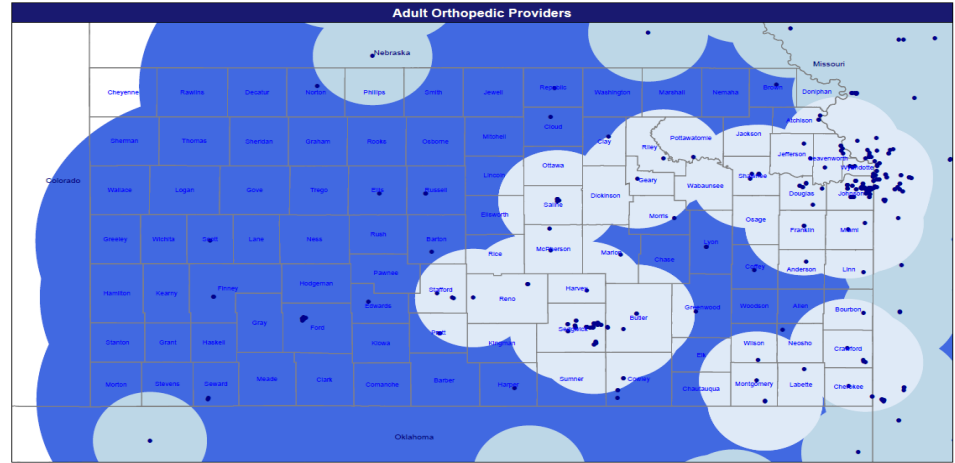 Adult Orthopedic Providers
Nebraska
Missouri
Cheyenne Rawlins Decatur Norton Phillips Smith Jewell Republic Washington Marshall Nemaha Brown Doniphan
Atchison
Cloud
Sherman Thomas Sheridan Graham Rooks Osborne Mitchell Clay Riley Pottawatomie Jackson
Jefferson Leavenworth
Ottawa
Colorado
Lincoln
Wallace Logan Gove Trego Ellis Russell Saline Dickinson Geary Wabaunsee Shawnee Douglas Johnson Wyandotte
Ellsworth Morris Osage
Greeley Wichita Scott Lane Ness Rush Barton McPherson Marion Lyon Franklin Miami
Rice Chase
Pawnee Coffey Anderson Linn
Hamilton Kearny Finney Hodgeman Stafford Reno Harvey
Edwards Greenwood Woodson Allen Bourbon
Gray Ford Butler
Stanton Grant Haskell Kiowa Pratt Kingman Sedgwick Wilson Neosho Crawford
Elk
Morton Stevens Seward Meade Clark Comanche Barber Harper Sumner Cowley Chautauqua Montgomery Labette Cherokee
Oklahoma